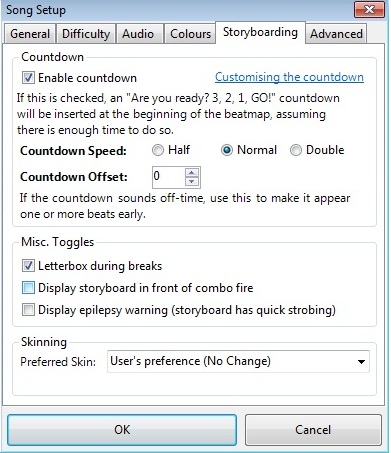 Song Setup
General Difficulty Audio Colours Storyboarding Advanced
Countdown
Enable countdown Customising the countdown
If this is checked, an "Are you ready? 3, 2, 1, GO!" countdown
will be inserted at the beginning of the beatmap, assuming
there is enough time to do so.
Countdown Speed: Half Normal Double
Countdown Offset: 0
If the countdown sounds off-time, use this to make it appear
one or more beats early.
Misc. Toggles
Letterbox during breaks
Display storyboard in front of combo fire
Display epilepsy warning (storyboard has quick strobing)
Skinning
Preferred Skin: User's preference (No Change)
OK Cancel